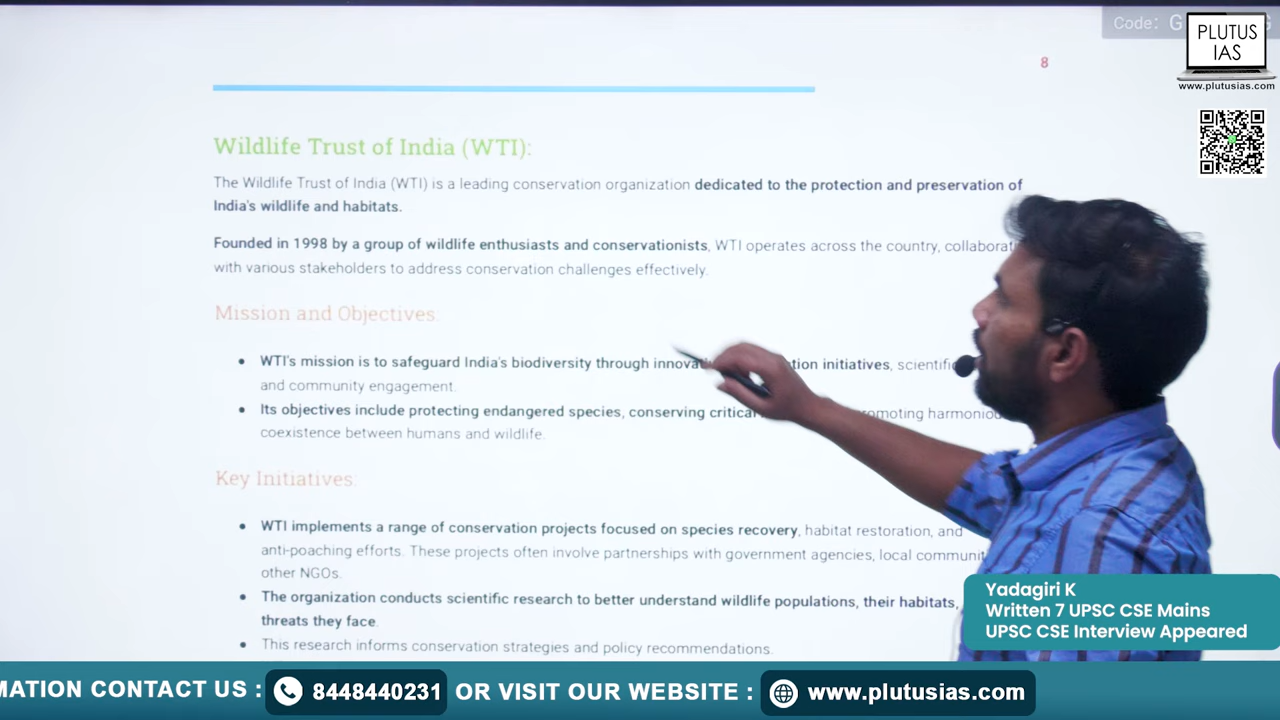 Code: G
PLUTUS
IAS
www.plutusias.com
8
Wildlife Trust of India (WTI):
The Wildlife Trust of India (WTI) is a leading conservation organization dedicated to the protection and preservation of
India's wildlife and habitats.
Founded in 1998 by a group of wildlife enthusiasts and conservationists, WTI operates across the country,
with various stakeholders to address conservation challenges effectively.
Mission and Objectives:
WTI's mission is to safeguard India's biodiversity through initiatives,
and community engagement.
Its objectives include protecting endangered species, conserving critical
coexistence between humans and wildlife.
Key Initiatives:
WTI implements a range of conservation projects focused on species recovery, habitat restoration, and
anti-poaching efforts. These projects often involve partnerships with government agencies, local
other NGOs.
The organization conducts scientific research to better understand wildlife populations, their habitats,
threats they face.
This research informs conservation strategies and policy recommendations.
Yadagiri K
Written 7 UPSC CSE Mains
UPSC CSE Interview Appeared
MATION CONTACT US : 8448440231 OR VISIT OUR WEBSITE : www.plutusias.com